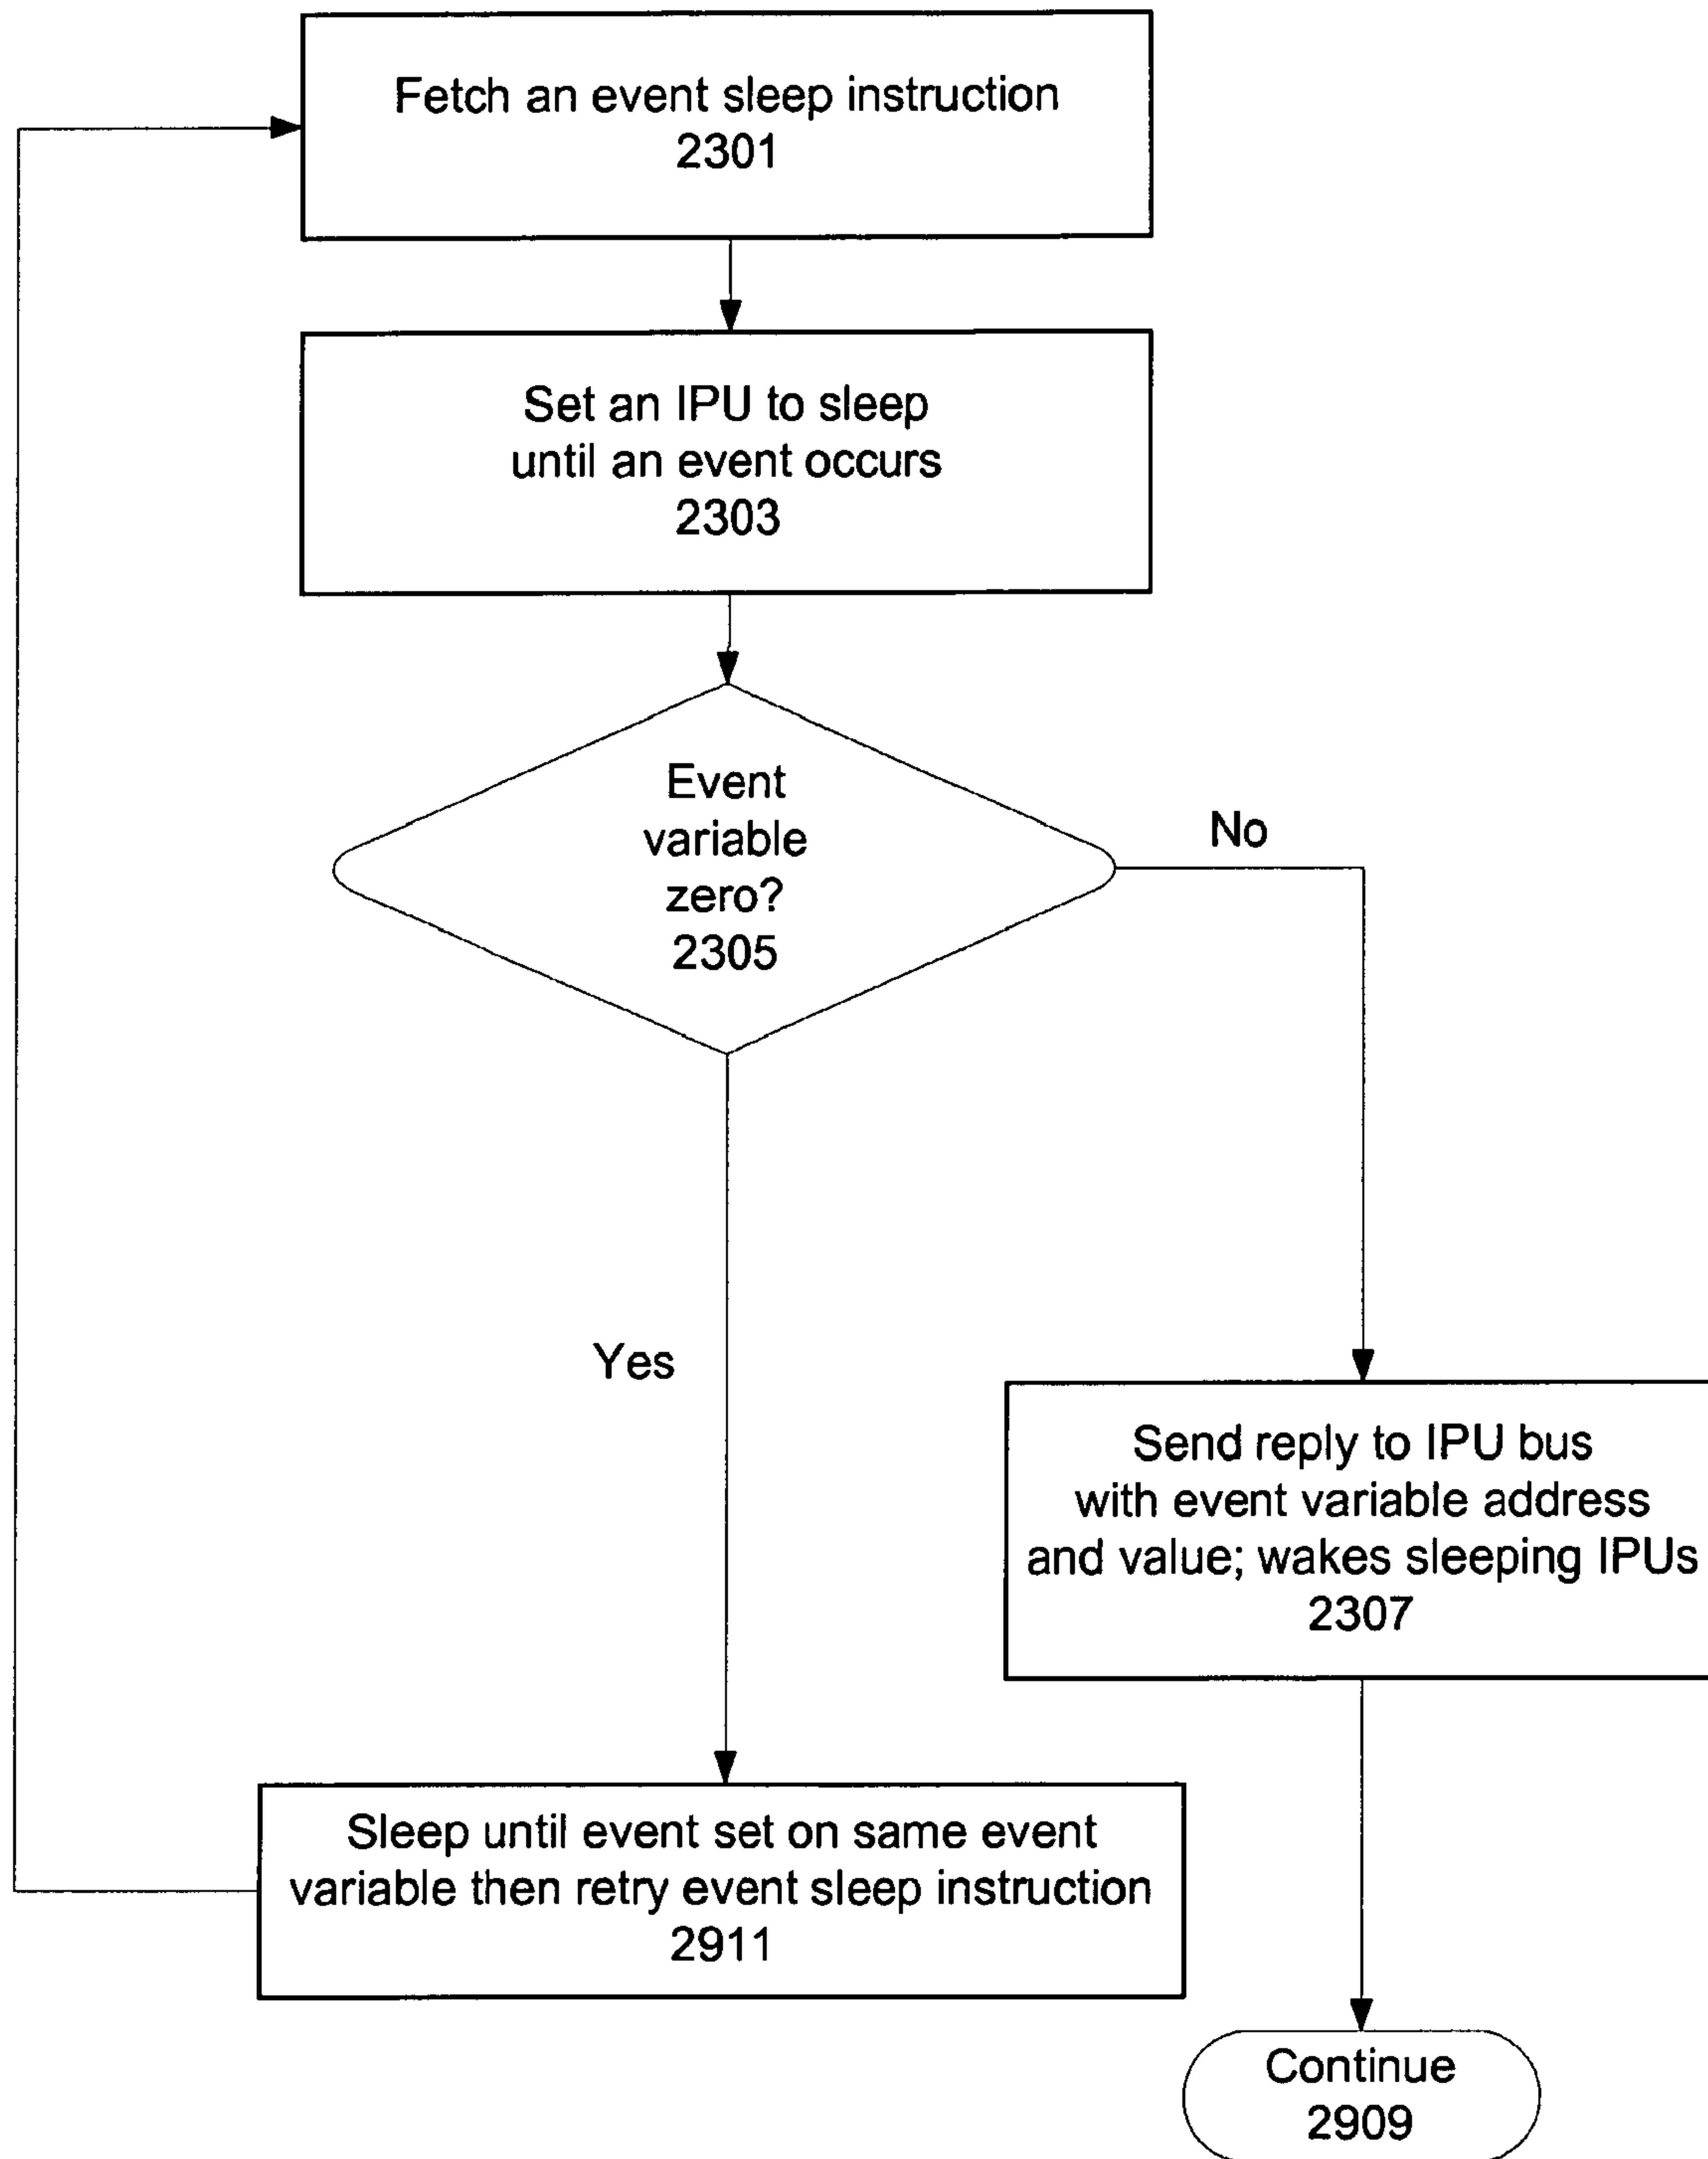 Fetch an event sleep instruction
2301
Set an IPU to sleep
until an event occurs
2303
Event
variable
zero?
2305
No
Yes
Send reply to IPU bus
with event variable address
and value; wakes sleeping IPUs
2307
Sleep until event set on same event
variable then retry event sleep instruction
2911
Continue
2909